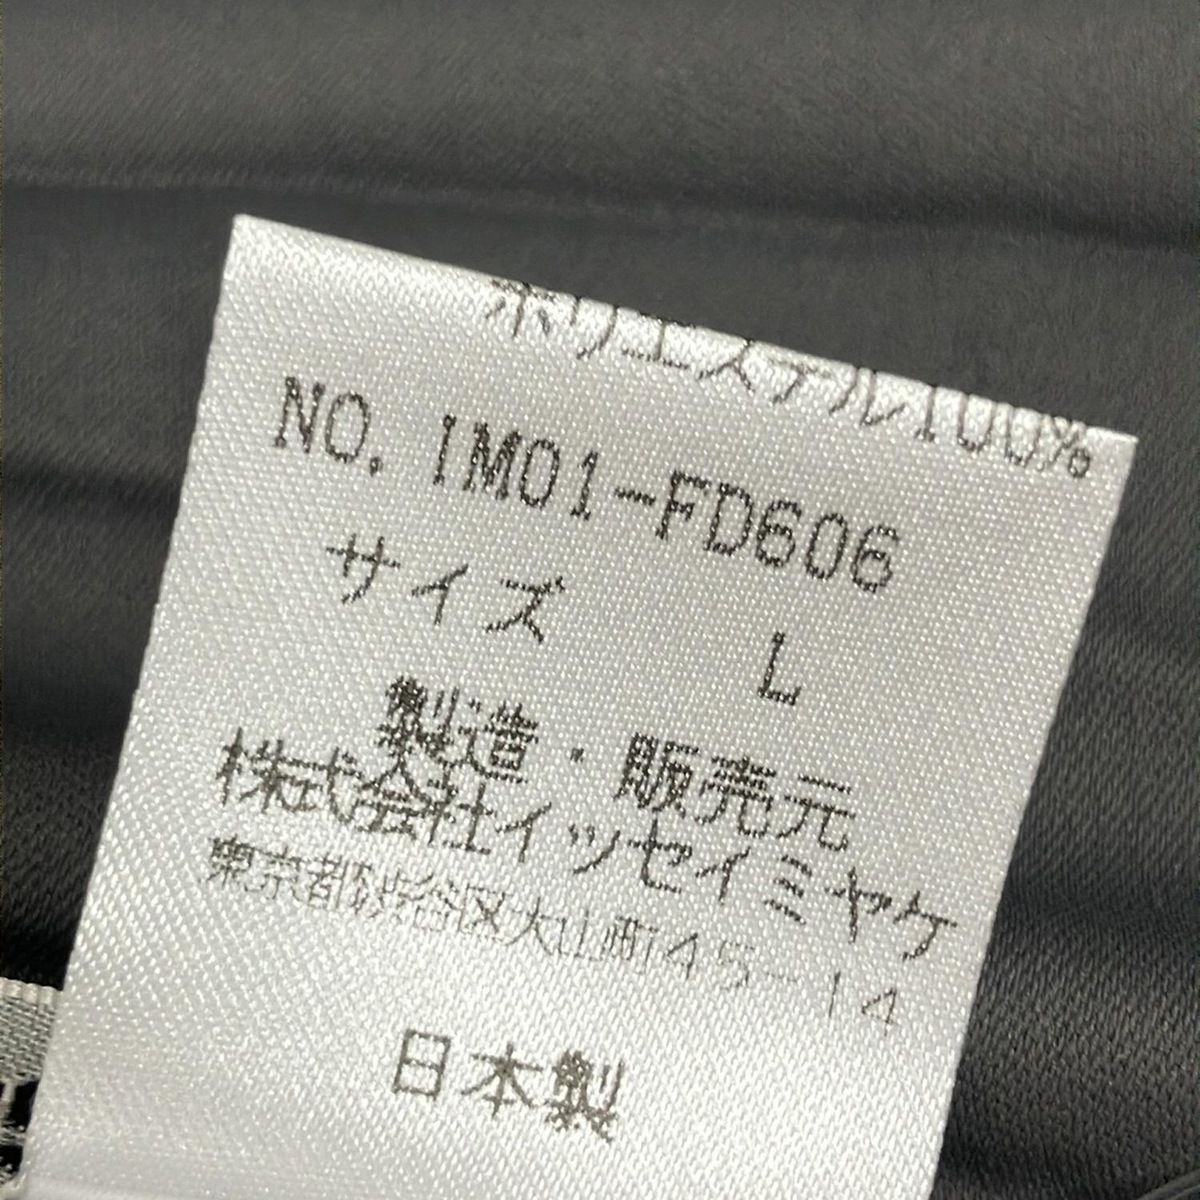 ポリエステル100%
NO. IM01-FD606
サイズ L
製造・販売元
株式会社イッセイミヤケ
東京都渋谷区大山町45-14
日本製